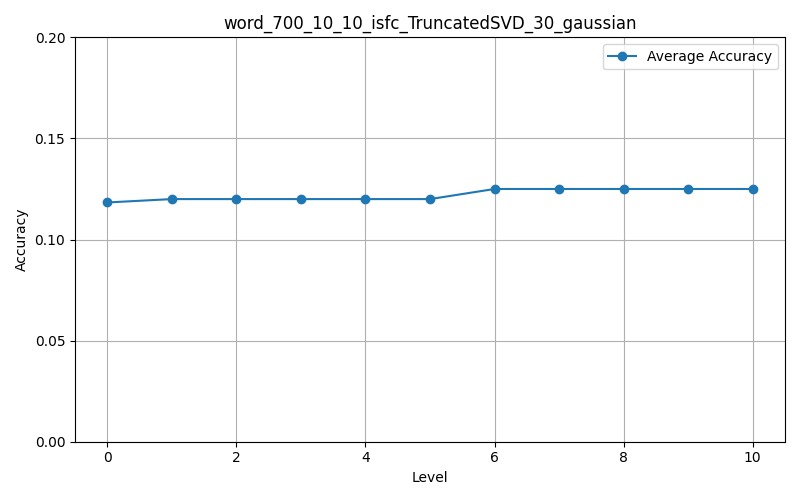 word_700_10_10_isfc_TruncatedSVD_30_gaussian
Average Accuracy
0.20
0.15
0.10
0.05
0.00
Accuracy
0 2 4 6 8 10
Level